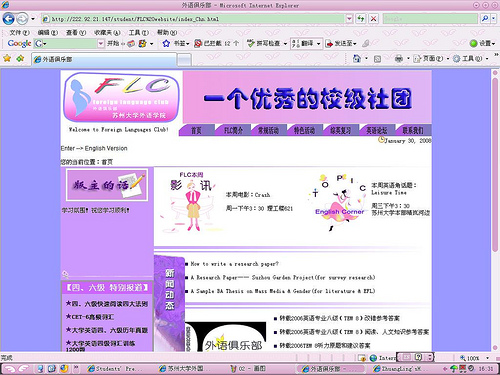 外语俱乐部 - Microsoft Internet Explorer
http://222.92.21.147/student/FLC%20website/index_Chn.html
文件(F) 编辑(E) 查看(V) 收藏夹(A) 工具(T) 帮助(H)
Google 开始 书签 已拦截 12 个 拼写检查 翻译 发送至 设置
外语俱乐部 页面(P) 工具(O)
FLC
foreign language Club
苏州大学外语学院
一个优秀的校级社团
Welcome to Foreign Languages Club!
首页 FLC简介 常规活动 特色活动 综英复习 英语论坛 联系我们
January 30, 2008
Enter --> English Version
您的当前位置：首页
版主的话
学习氛围! 祝您学习顺利!
FLC本周
影 讯
本周电影：Crash
周一下午3：30 理工楼621
TOPIC
English Corner
本周英语角话题：
Leisure Time
周三下午3：30
苏州大学本部
【四、六级 特别报道】
★四、六级快速阅读四大法则
★CET-6高频词汇
★大学英语四、六级历年真题
★大学英语四级词汇训练
1200题
新闻动态
How to write a research paper?
A Research Paper—— Suzhou Garden Project(for survey research)
A Sample BA Thesis on Mass Media & Gender(for literature & EFL)
外语俱乐部
转载2006英语专业八级（TEM 8）改错参考答案
转载2006英语专业八级（TEM 8）阅读、人文知识参考答案
转载2006TEM 8听力原题和建议答案
完成 Inter 100%
Students' Pre 苏州大学外国 02 - 画图 外语俱乐部 - ZhuangLing's 16:31